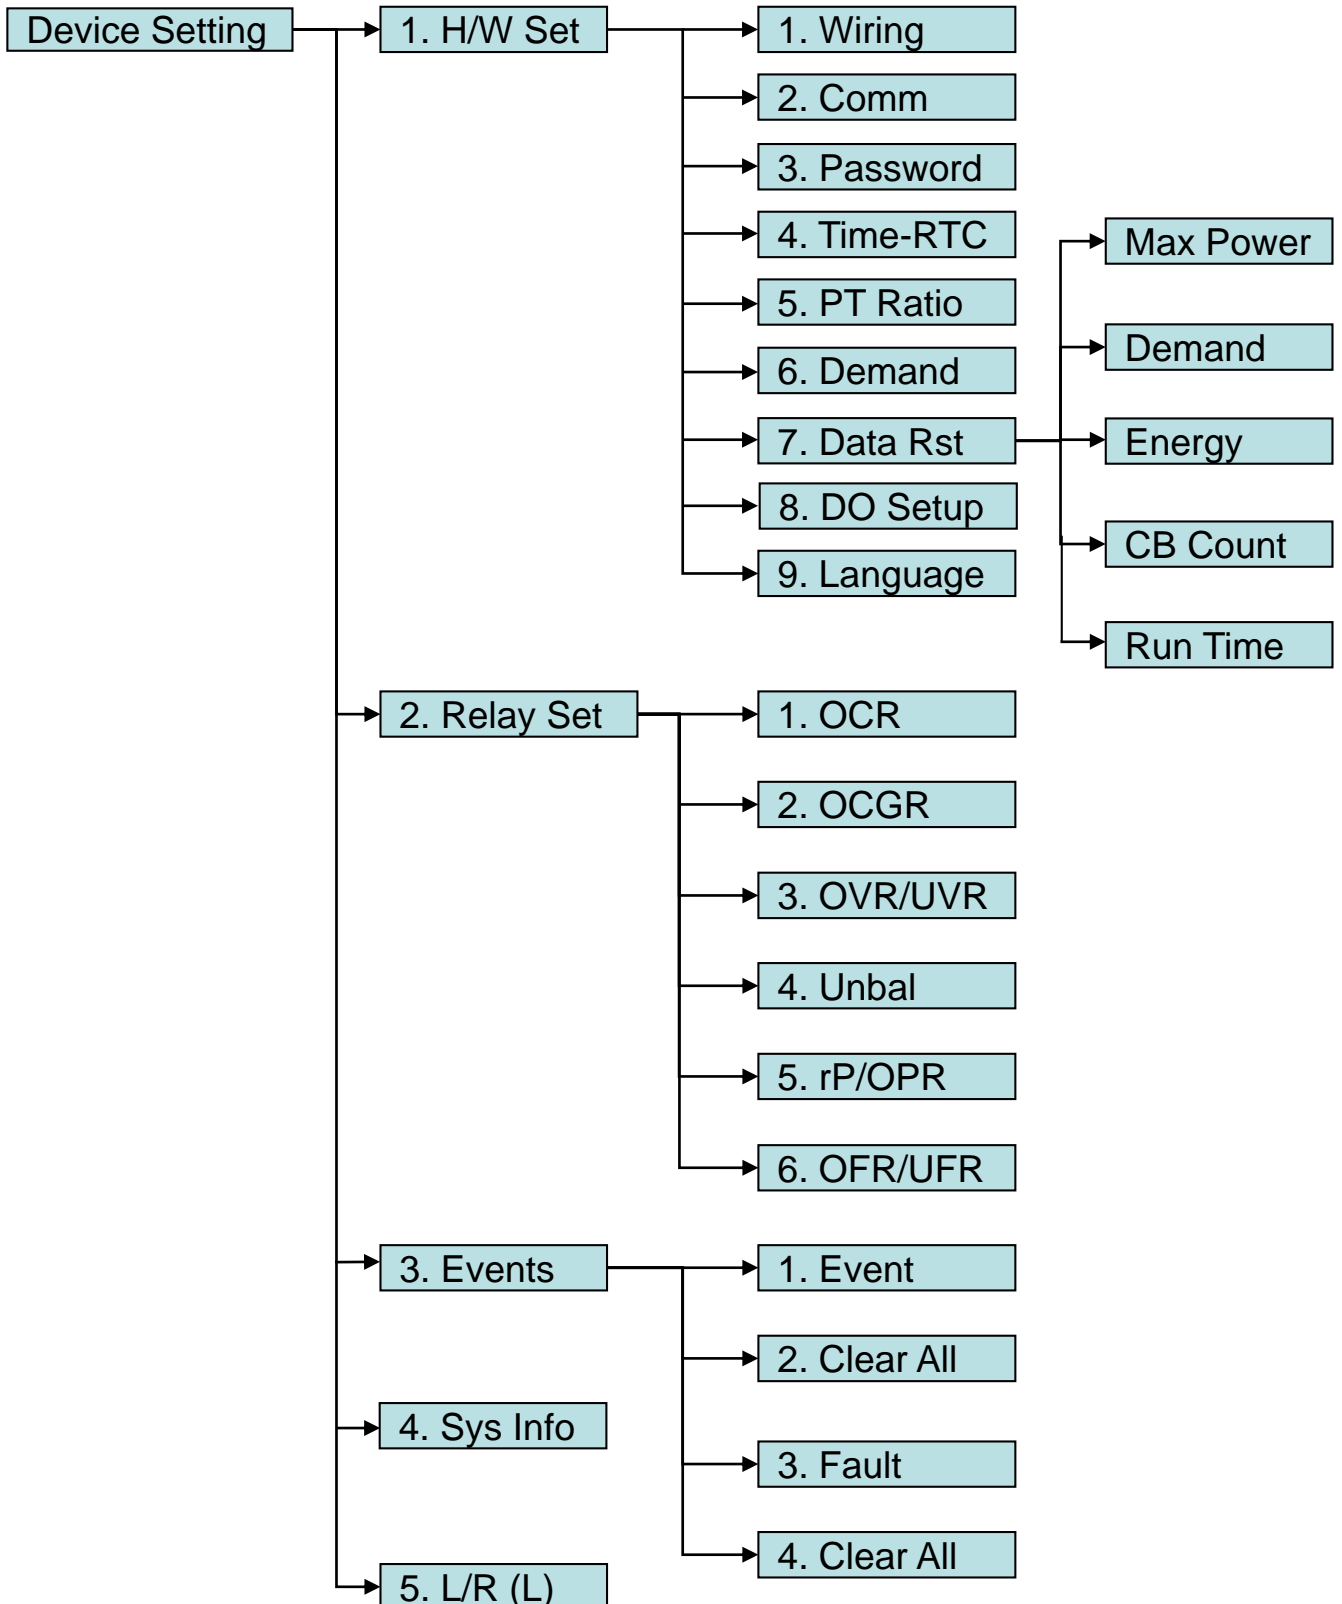 Device Setting
1. H/W Set
1. Wiring
2. Comm
3. Password
4. Time-RTC
5. PT Ratio
6. Demand
7. Data Rst
Max Power
Demand
Energy
CB Count
Run Time
8. DO Setup
9. Language
2. Relay Set
1. OCR
2. OCGR
3. OVR/UVR
4. Unbal
5. rP/OPR
6. OFR/UFR
3. Events
1. Event
2. Clear All
3. Fault
4. Clear All
4. Sys Info
5. L/R (L)